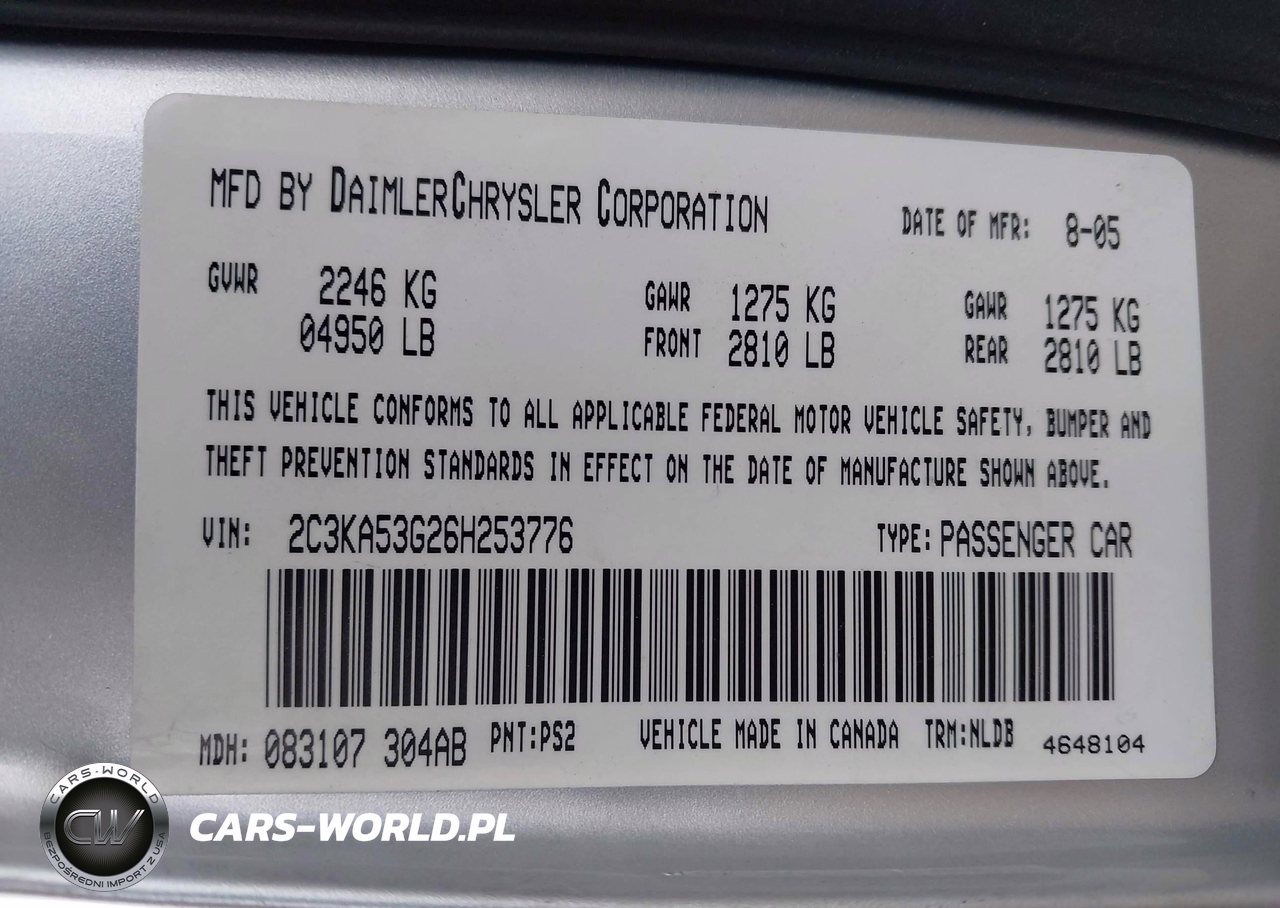 MFD BY DAIMLERCHRYSLER CORPORATION
DATE OF MFR: 8-05
GVWR 2246 KG GAWR 1275 KG GAWR 1275 KG
04950 LB FRONT 2810 LB REAR 2810 LB
THIS VEHICLE CONFORMS TO ALL APPLICABLE FEDERAL MOTOR VEHICLE SAFETY, BUMPER AND
THEFT PREVENTION STANDARDS IN EFFECT ON THE DATE OF MANUFACTURE SHOWN ABOVE.
VIN: 2C3KA53G26H253776 TYPE: PASSENGER CAR
MDH: 083107 304AB PNT:PS2 VEHICLE MADE IN CANADA TRM:NLDB 4648104
CARS-WORLD
CW
BEZPOŚREDNI IMPORT Z USA
CARS-WORLD.PL